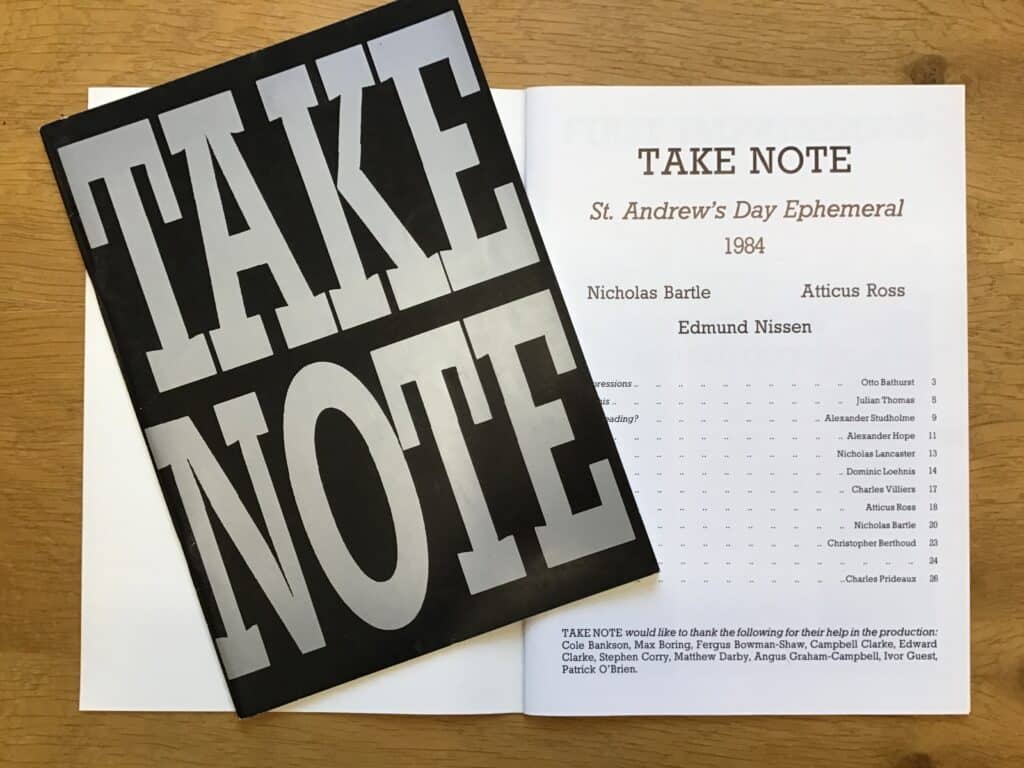 TAKE
NOTE
TAKE NOTE
St. Andrew's Day Ephemeral
1984
Nicholas Bartle Atticus Ross
Edmund Nissen
.. .. .. .. .. .. .. .. .. .. Otto Bathurst 3
.. .. .. .. .. .. .. .. .. .. Julian Thomas 5
.. .. .. .. .. .. .. .. .. Alexander Studholme 9
.. .. .. .. .. .. .. .. .. Alexander Hope 11
.. .. .. .. .. .. .. .. Nicholas Lancaster 13
.. .. .. .. .. .. .. .. .. Dominic Loehnis 14
.. .. .. .. .. .. .. .. Charles Villiers 17
.. .. .. .. .. .. .. .. Atticus Ross 18
.. .. .. .. .. .. .. .. Nicholas Bartle 20
.. .. .. .. .. .. .. .. Christopher Berthoud 23
.. .. .. .. .. .. .. .. .. .. .. .. 24
.. .. .. .. .. .. .. .. ..Charles Prideaux 26
TAKE NOTE would like to thank the following for their help in the production:
Cole Bankson, Max Boring, Fergus Bowman-Shaw, Campbell Clarke, Edward
Clarke, Stephen Corry, Matthew Darby, Angus Graham-Campbell, Ivor Guest,
Patrick O'Brien.